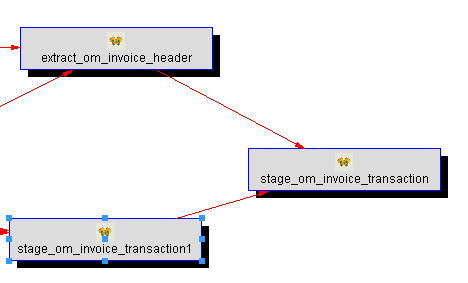 extract_om_invoice_header
stage_om_invoice_transaction
stage_om_invoice_transaction1